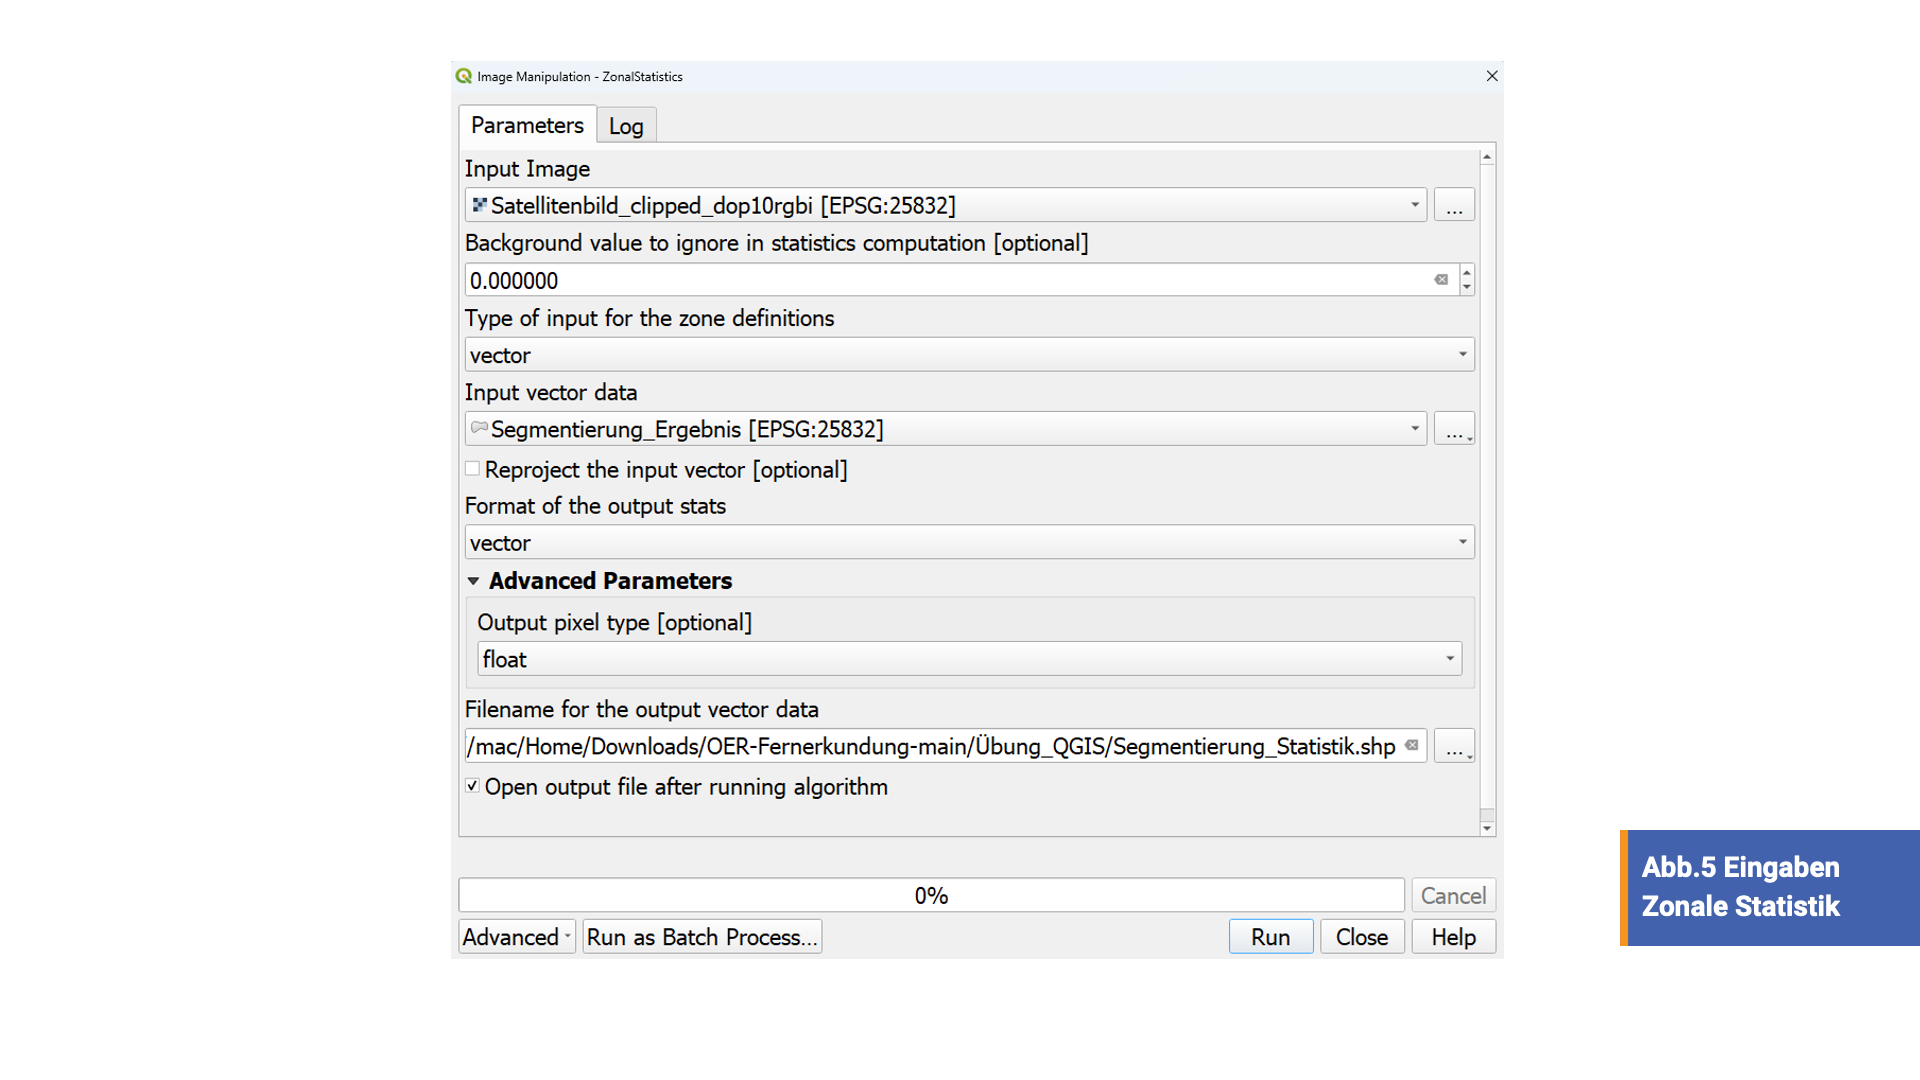 Image Manipulation - ZonalStatistics
Parameters
Log
Input Image
Satellitenbild_clipped_dop10rgbi [EPSG:25832]
...
Background value to ignore in statistics computation [optional]
0.000000
Type of input for the zone definitions
vector
Input vector data
Segmentierung_Ergebnis [EPSG:25832]
...
Reproject the input vector [optional]
Format of the output stats
vector
Advanced Parameters
Output pixel type [optional]
float
Filename for the output vector data
/mac/Home/Downloads/OER-Fernerkundung-main/Übung_QGIS/Segmentierung_Statistik.shp
...
Open output file after running algorithm
Abb.5 Eingaben
Zonale Statistik
0%
Cancel
Advanced
Run as Batch Process...
Run
Close
Help